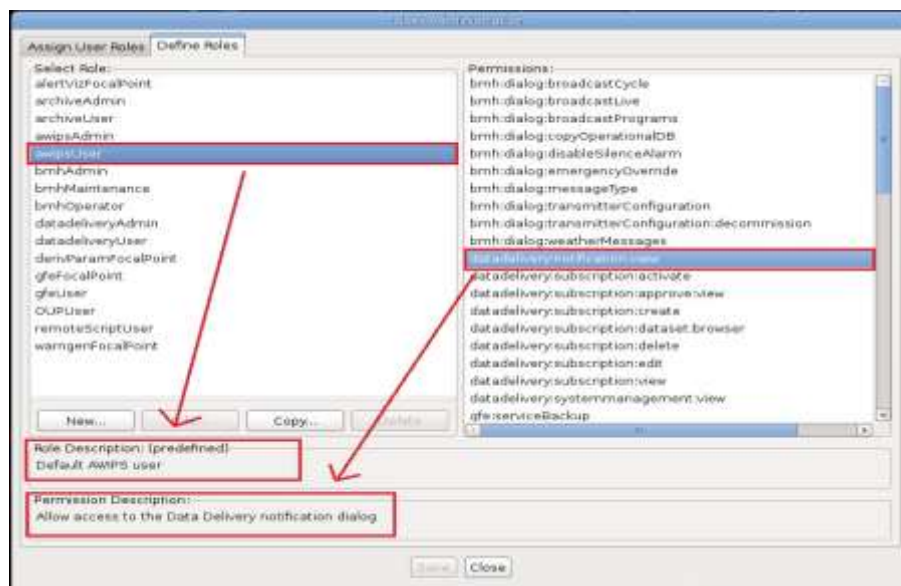 Assign User Roles
Define Roles
Select Role:
alertVizFocalPoint
archiveAdmin
archiveUser
awipsAdmin
awipsUser
bmhAdmin
bmhMaintenance
bmhOperator
datadeliveryAdmin
datadeliveryUser
derivParamFocalPoint
gfeFocalPoint
gfeUser
OUPUser
remoteScriptUser
warngenFocalPoint
New...
Copy...
Delete
Permissions:
bmh:dialog:broadcastCycle
bmh:dialog:broadcastLive
bmh:dialog:broadcastPrograms
bmh:dialog:copyOperationalDB
bmh:dialog:disableSilenceAlarm
bmh:dialog:emergencyOverride
bmh:dialog:messageType
bmh:dialog:transmitterConfiguration
bmh:dialog:transmitterConfiguration:decommission
bmh:dialog:weatherMessages
datadelivery:notification:view
datadelivery:subscription:activate
datadelivery:subscription:approve:view
datadelivery:subscription:create
datadelivery:subscription:dataset.browser
datadelivery:subscription:delete
datadelivery:subscription:edit
datadelivery:subscription:view
datadelivery:systemmanagement:view
gfe:serviceBackup
Role Description: (predefined)
Default AWIPS user
Permission Description:
Allow access to the Data Delivery notification dialog
Save
Close